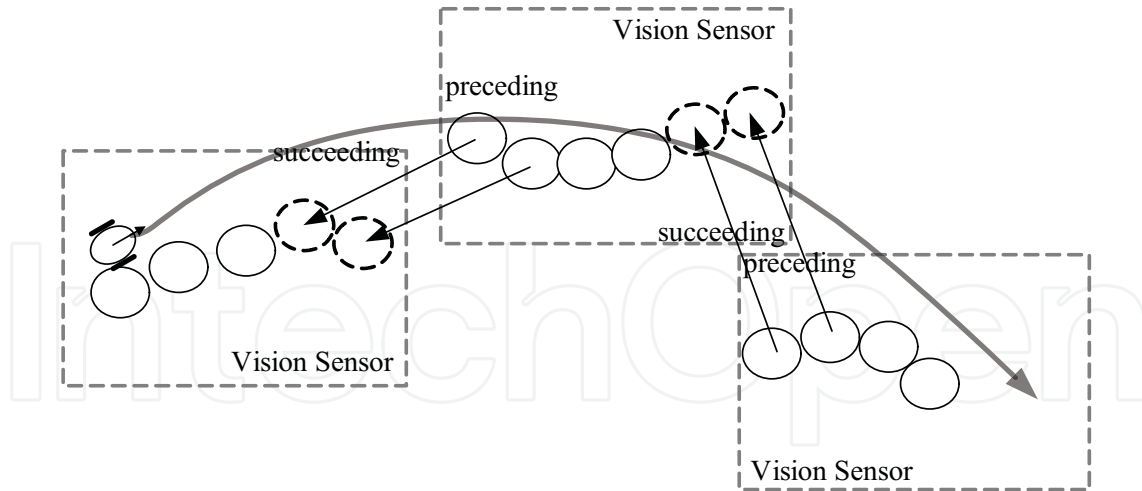 Vision Sensor
preceding
succeeding
succeeding
preceding
Vision Sensor
Vision Sensor
IntechOpen